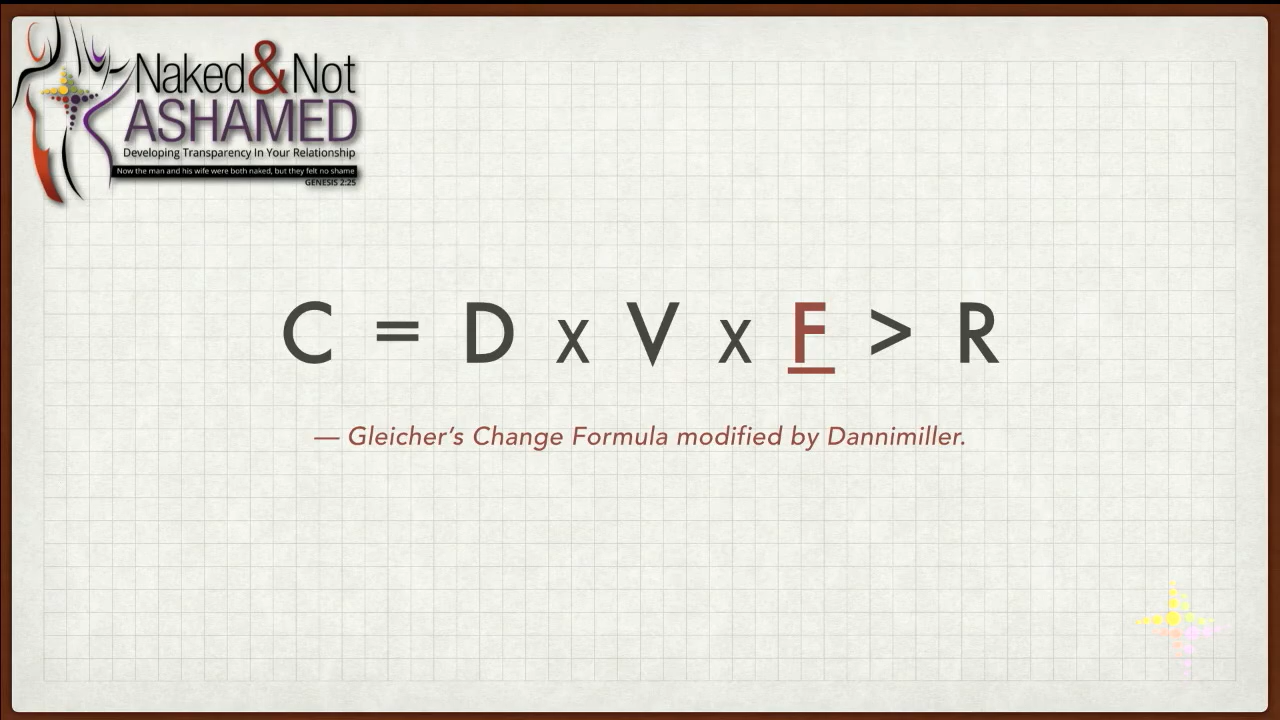 Naked & Not
ASHAMED
Developing Transparency In Your Relationship
Now the man and his wife were both naked, but they felt no shame
GENESIS 2:25
C = D x V x F > R
— Gleicher’s Change Formula modified by Dannimiller.